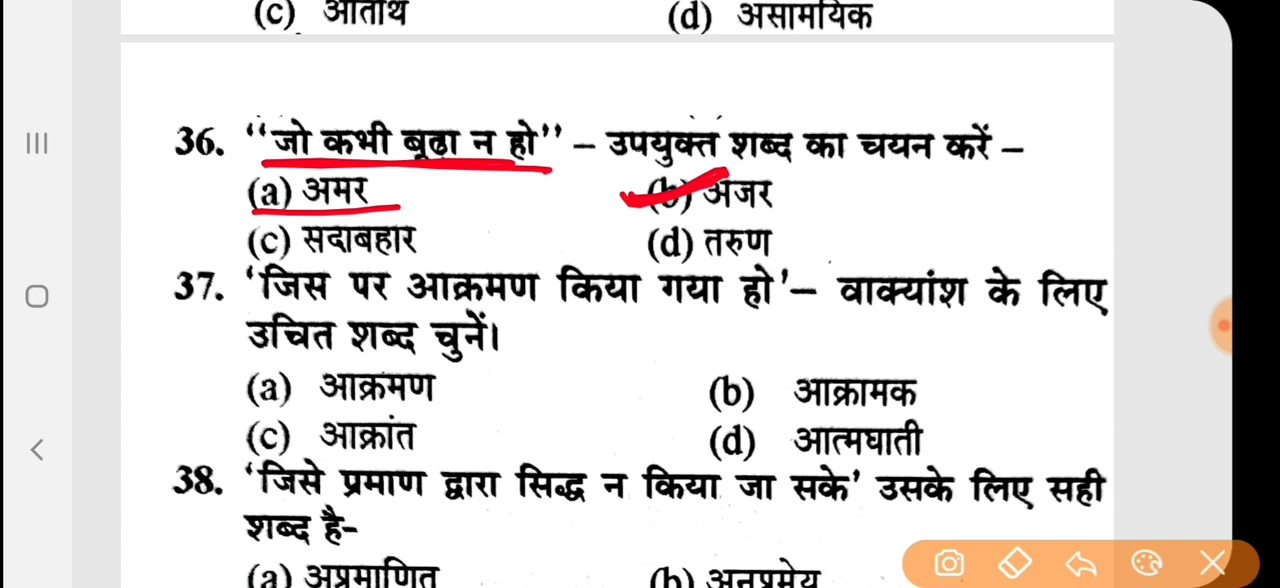 (c) अतिथि (d) असामयिक
36. “जो कभी बूढा न हो” – उपयुक्त शब्द का चयन करें –
(a) अमर (b) अजर
(c) सदाबहार (d) तरुण
37. ‘जिस पर आक्रमण किया गया हो’– वाक्यांश के लिए
उचित शब्द चुनें।
(a) आक्रमण (b) आक्रामक
(c) आक्रांत (d) आत्मघाती
38. ‘जिसे प्रमाण द्वारा सिद्ध न किया जा सके’ उसके लिए सही
शब्द है-
(a) अप्रमाणित (b) अनप्रमेय